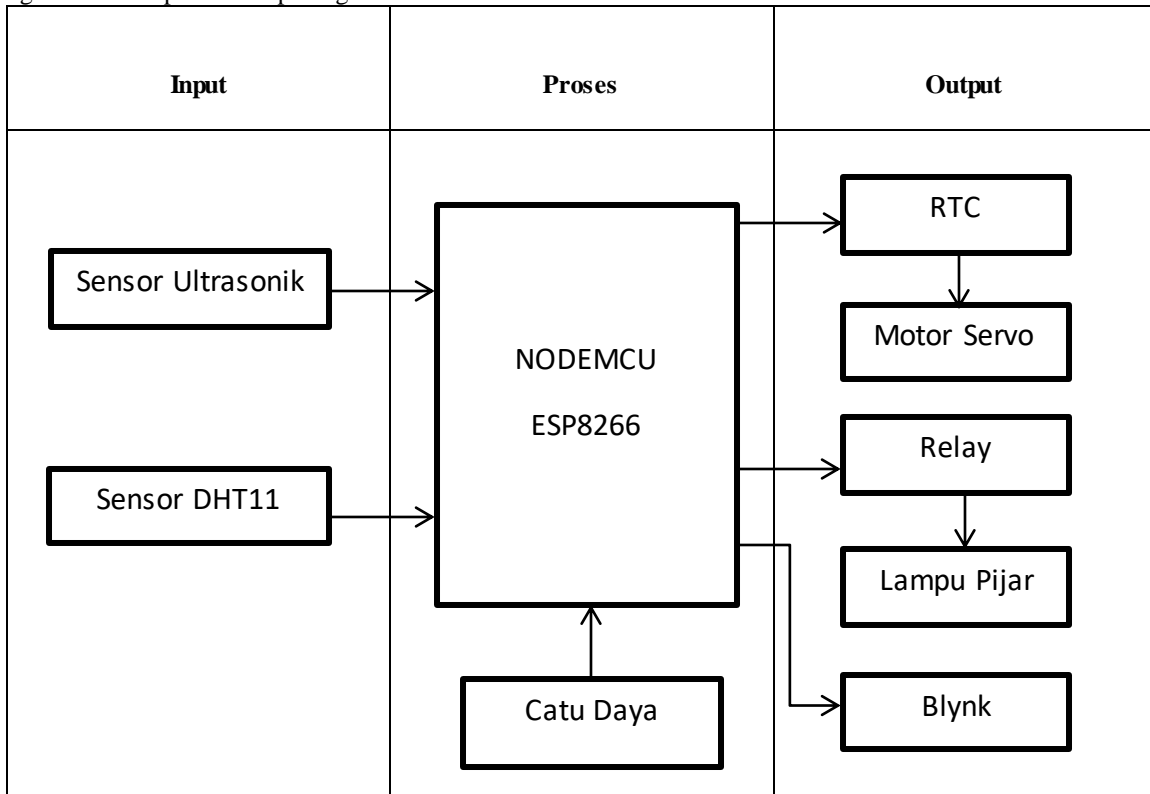 Input
Proses
Output
Sensor Ultrasonik
Sensor DHT11
NODEMCU
ESP8266
Catu Daya
RTC
Motor Servo
Relay
Lampu Pijar
Blynk